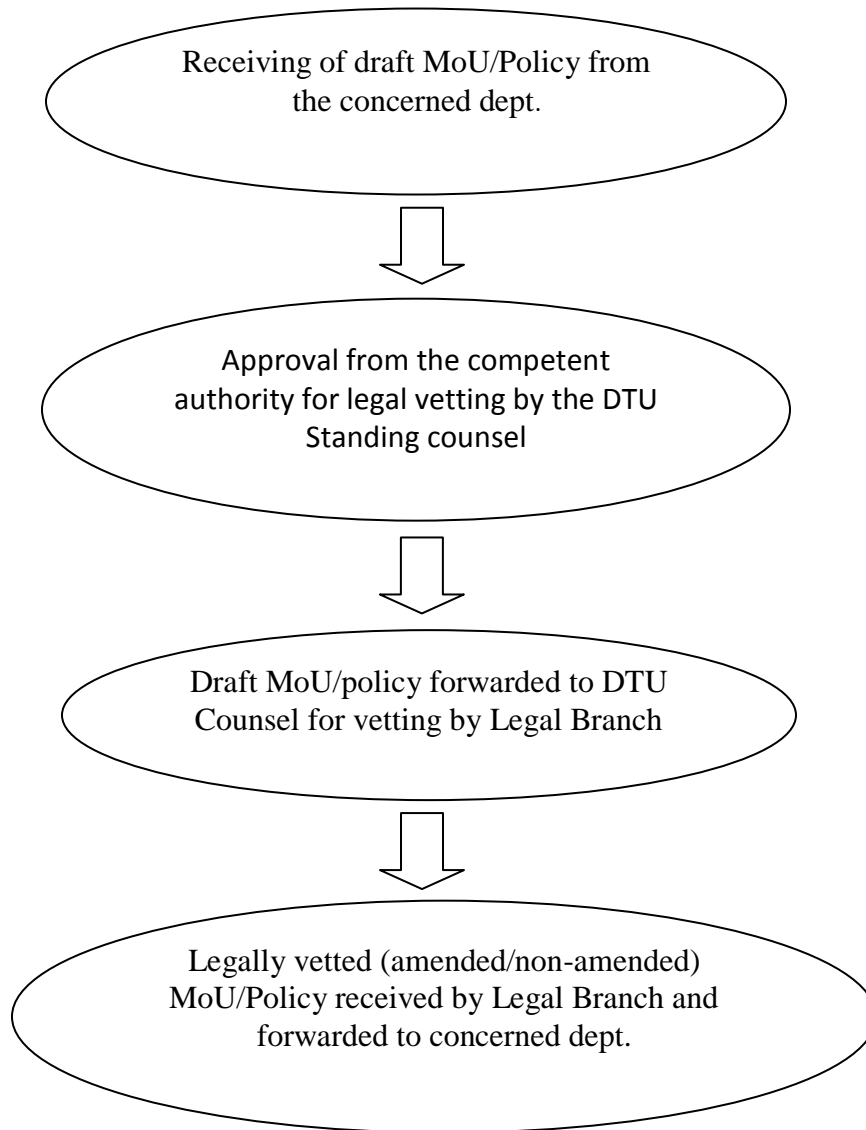 Receiving of draft MoU/Policy from
the concerned dept.
Approval from the competent
authority for legal vetting by the DTU
Standing counsel
Draft MoU/policy forwarded to DTU
Counsel for vetting by Legal Branch
Legally vetted (amended/non-amended)
MoU/Policy received by Legal Branch and
forwarded to concerned dept.